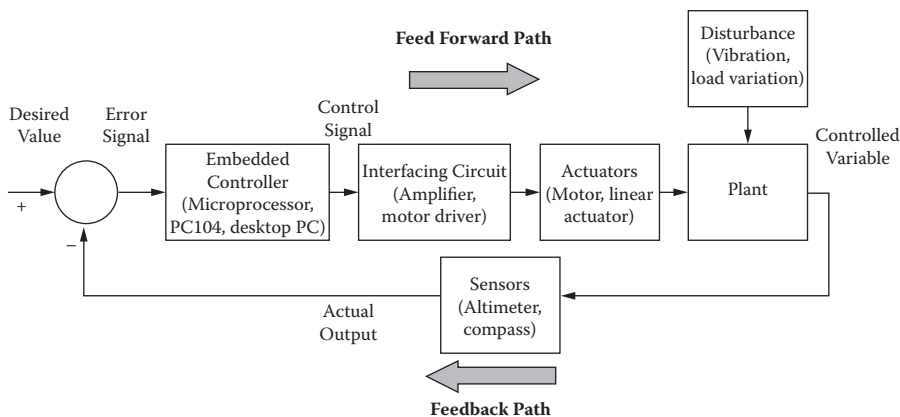 Feed Forward Path
Disturbance
(Vibration,
load variation)
Desired
Value
Error
Signal
Control
Signal
Controlled
Variable
Embedded
Controller
(Microprocessor,
PC104, desktop PC)
Interfacing Circuit
(Amplifier,
motor driver)
Actuators
(Motor, linear
actuator)
Plant
+
–
Sensors
(Altimeter,
compass)
Actual
Output
Feedback Path